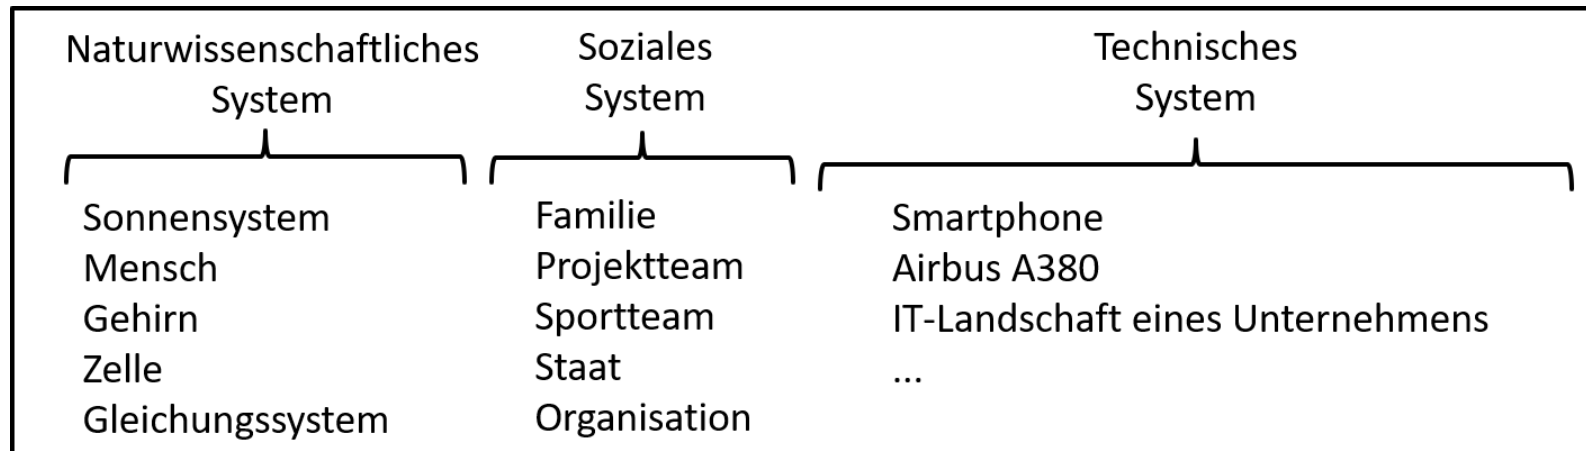 Naturwissenschaftliches
System
Soziales
System
Technisches
System
Sonnensystem
Mensch
Gehirn
Zelle
Gleichungssystem
Familie
Projektteam
Sportteam
Staat
Organisation
Smartphone
Airbus A380
IT-Landschaft eines Unternehmens
...